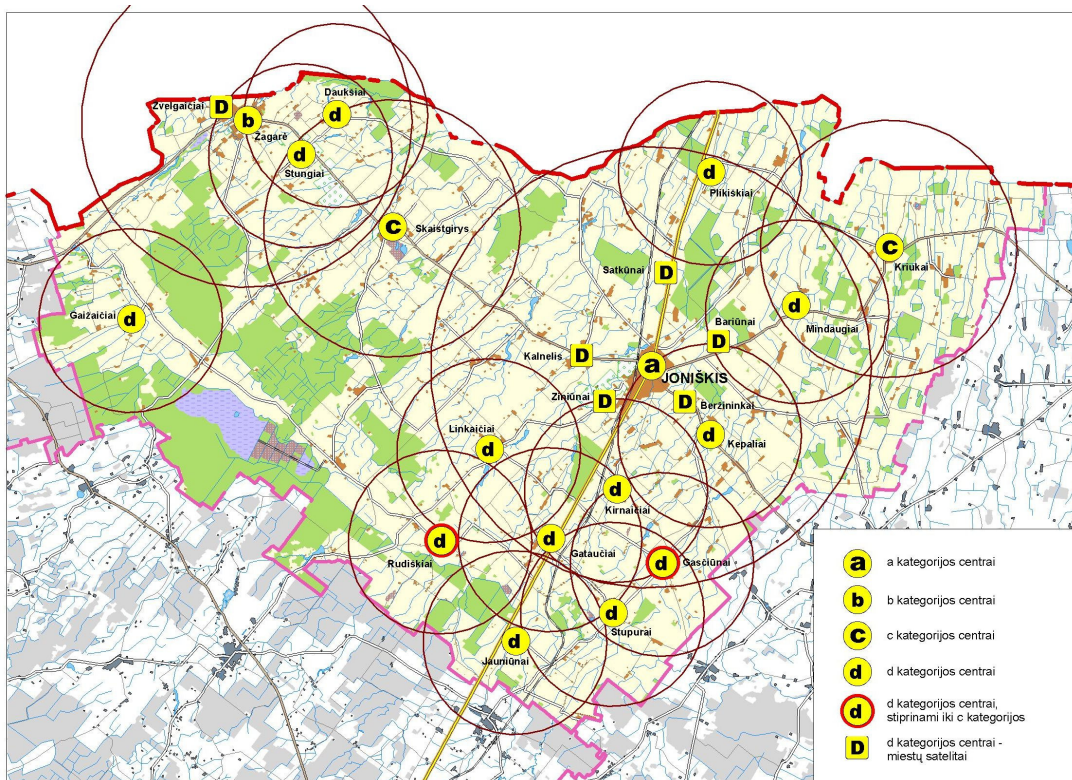 Daukšiai
d
Žvelgaičiai
D
b
Žagarė
d
Stungiai
d
Plikiškiai
C
Skaistgirys
C
Kriukai
Satkūnai
D
d
Mindaugiai
Gaižaičiai
d
Bariūnai
D
Kalnelis
D
a
JONIŠKIS
Žiniūnai
D
D
Beržininkai
Linkaičiai
d
d
Kepaliai
d
Kirnaičiai
d
Rudiškiai
d
Gataučiai
d
Gasčiūnai
d
Stupurai
d
Jauniūnai
a
a kategorijos centrai
b
b kategorijos centrai
C
c kategorijos centrai
d
d kategorijos centrai
d
d kategorijos centrai,
stiprinami iki c kategorijos
D
d kategorijos centrai -
miestų satelitai